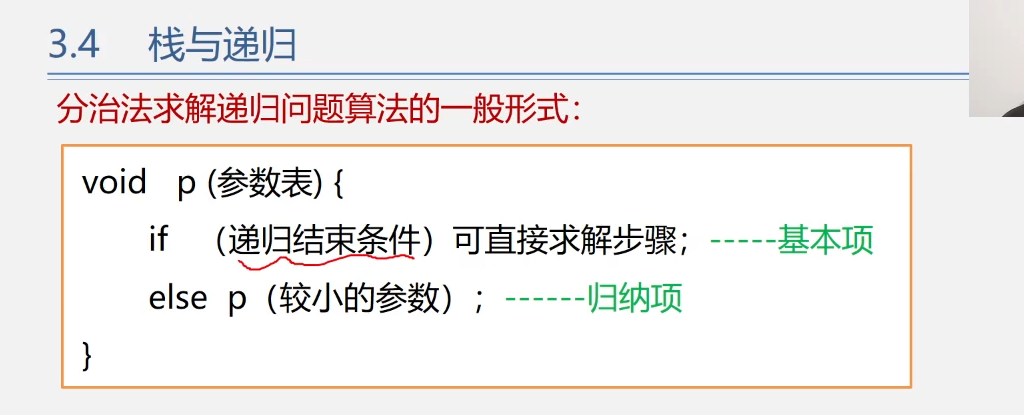 3.4 栈与递归
分治法求解递归问题算法的一般形式：
void p (参数表) {
if （递归结束条件）可直接求解步骤；-----基本项
else p（较小的参数）；------归纳项
}